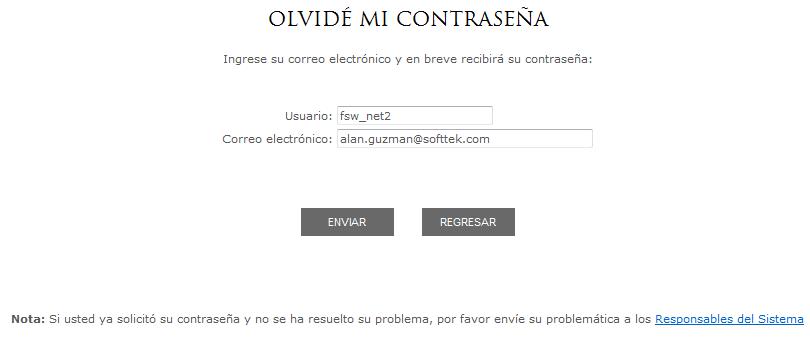 OLVIDÉ MI CONTRASEÑA
Ingrese su correo electrónico y en breve recibirá su contraseña:
Usuario: fsw_net2
Correo electrónico: alan.guzman@softtek.com
ENVIAR REGRESAR
Nota: Si usted ya solicitó su contraseña y no se ha resuelto su problema, por favor envíe su problemática a los Responsables del Sistema